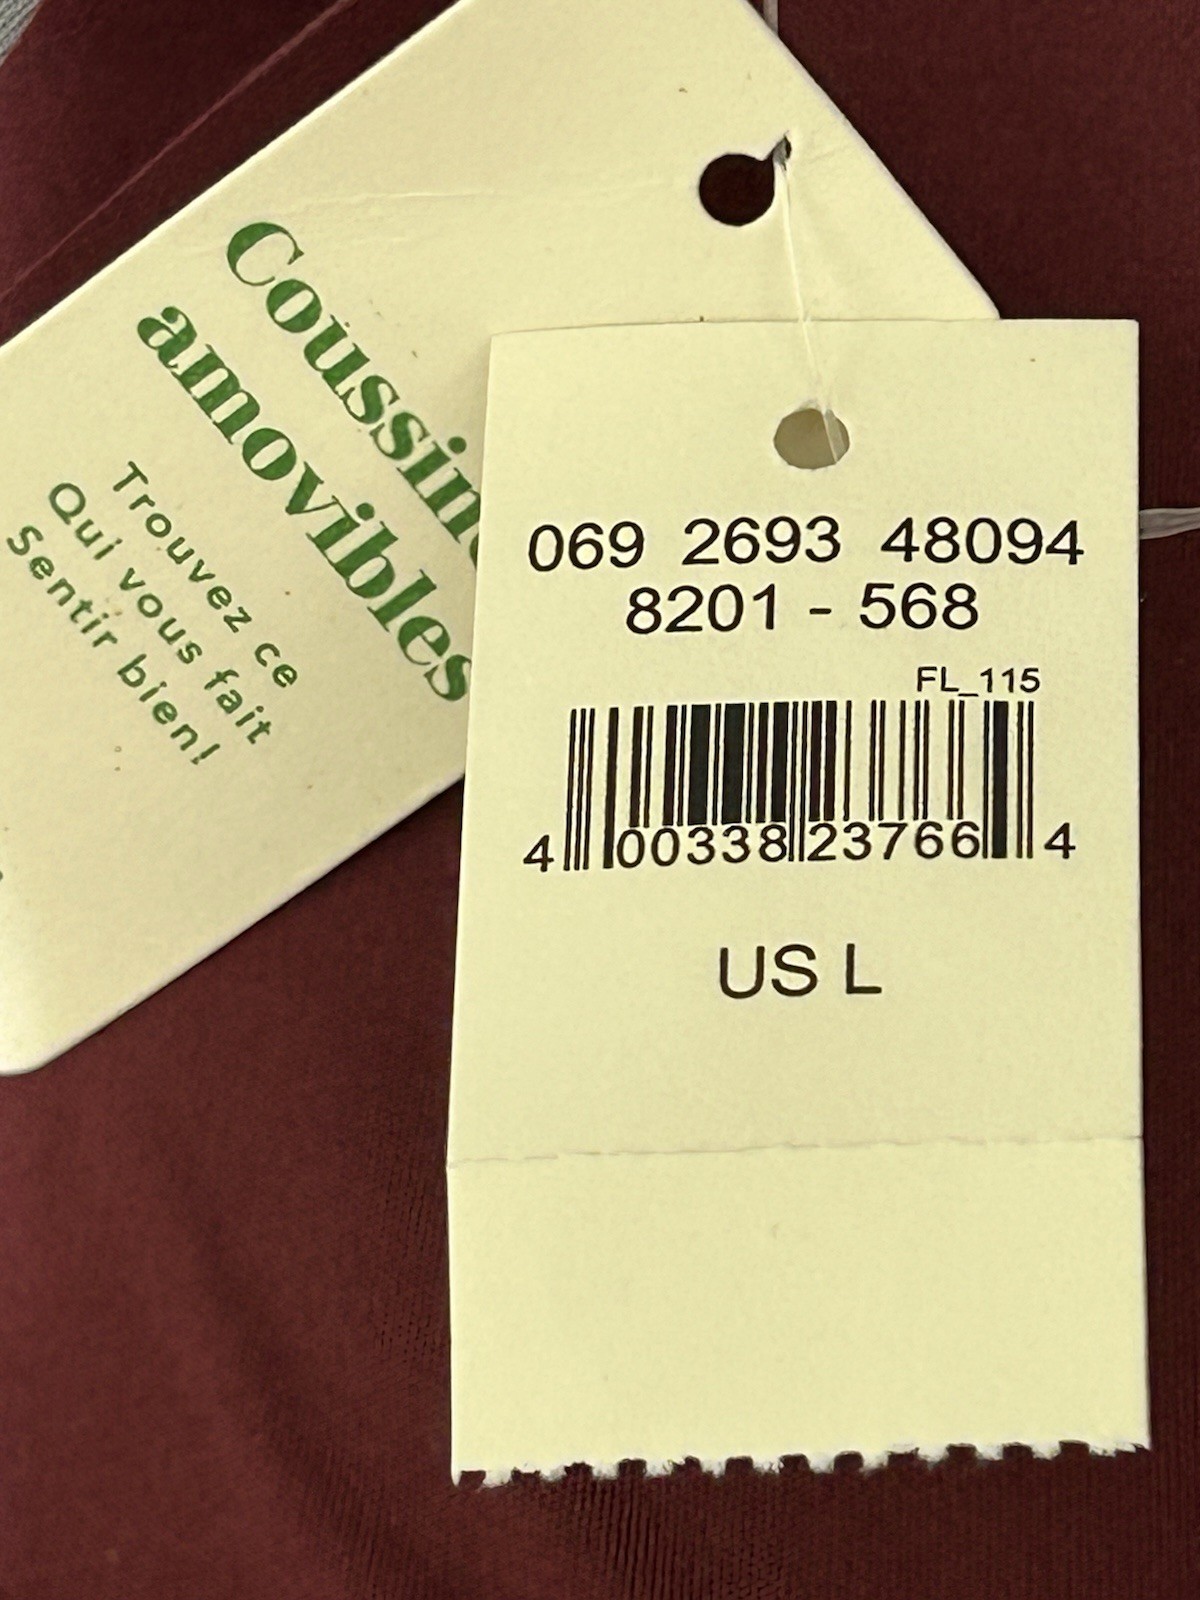 Coussin
amovibles
Trouvez ce
Qui vous fait
Sentir bien!
069 2693 48094
8201 - 568
FL_115
4 00338 23766 4
US L